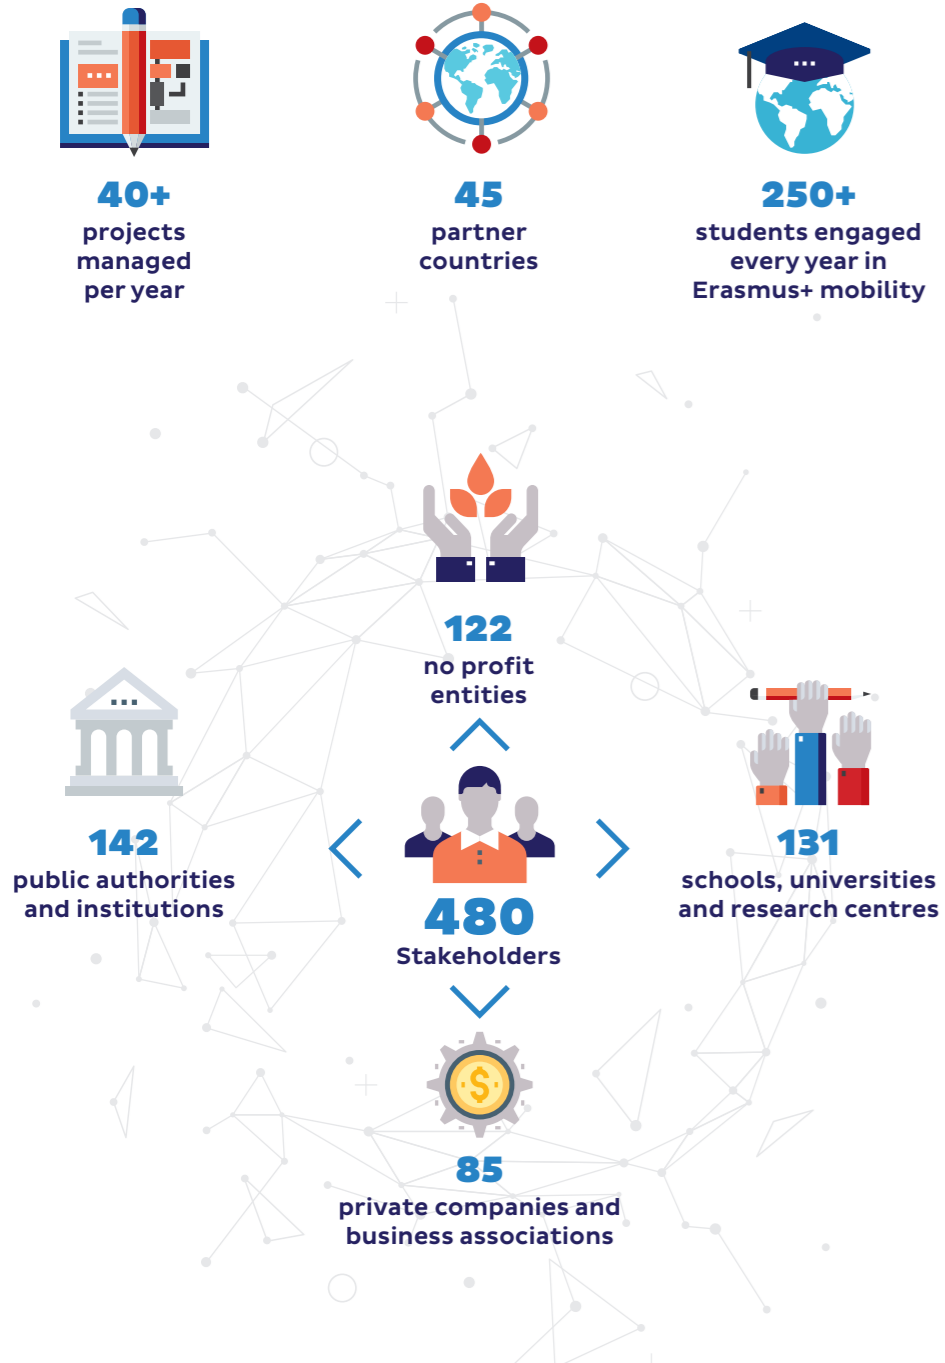 40+
projects
managed
per year
45
partner
countries
250+
students engaged
every year in
Erasmus+ mobility
122
no profit
entities
142
public authorities
and institutions
480
Stakeholders
131
schools, universities
and research centres
85
private companies and
business associations